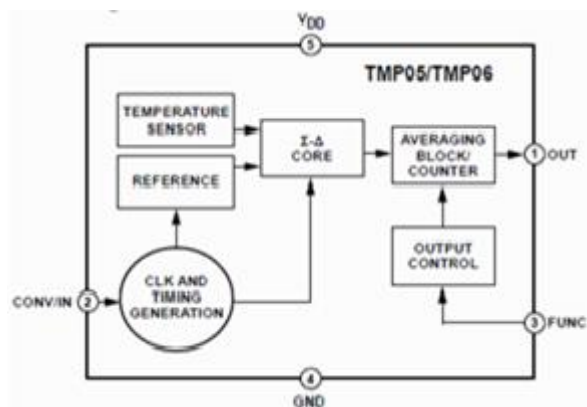 VDD
5
TMP05/TMP06
TEMPERATURE
SENSOR
Σ-Δ
CORE
AVERAGING
BLOCK/
COUNTER
1 OUT
REFERENCE
OUTPUT
CONTROL
CLK AND
TIMING
GENERATION
CONV/IN 2
3 FUNC
4
GND